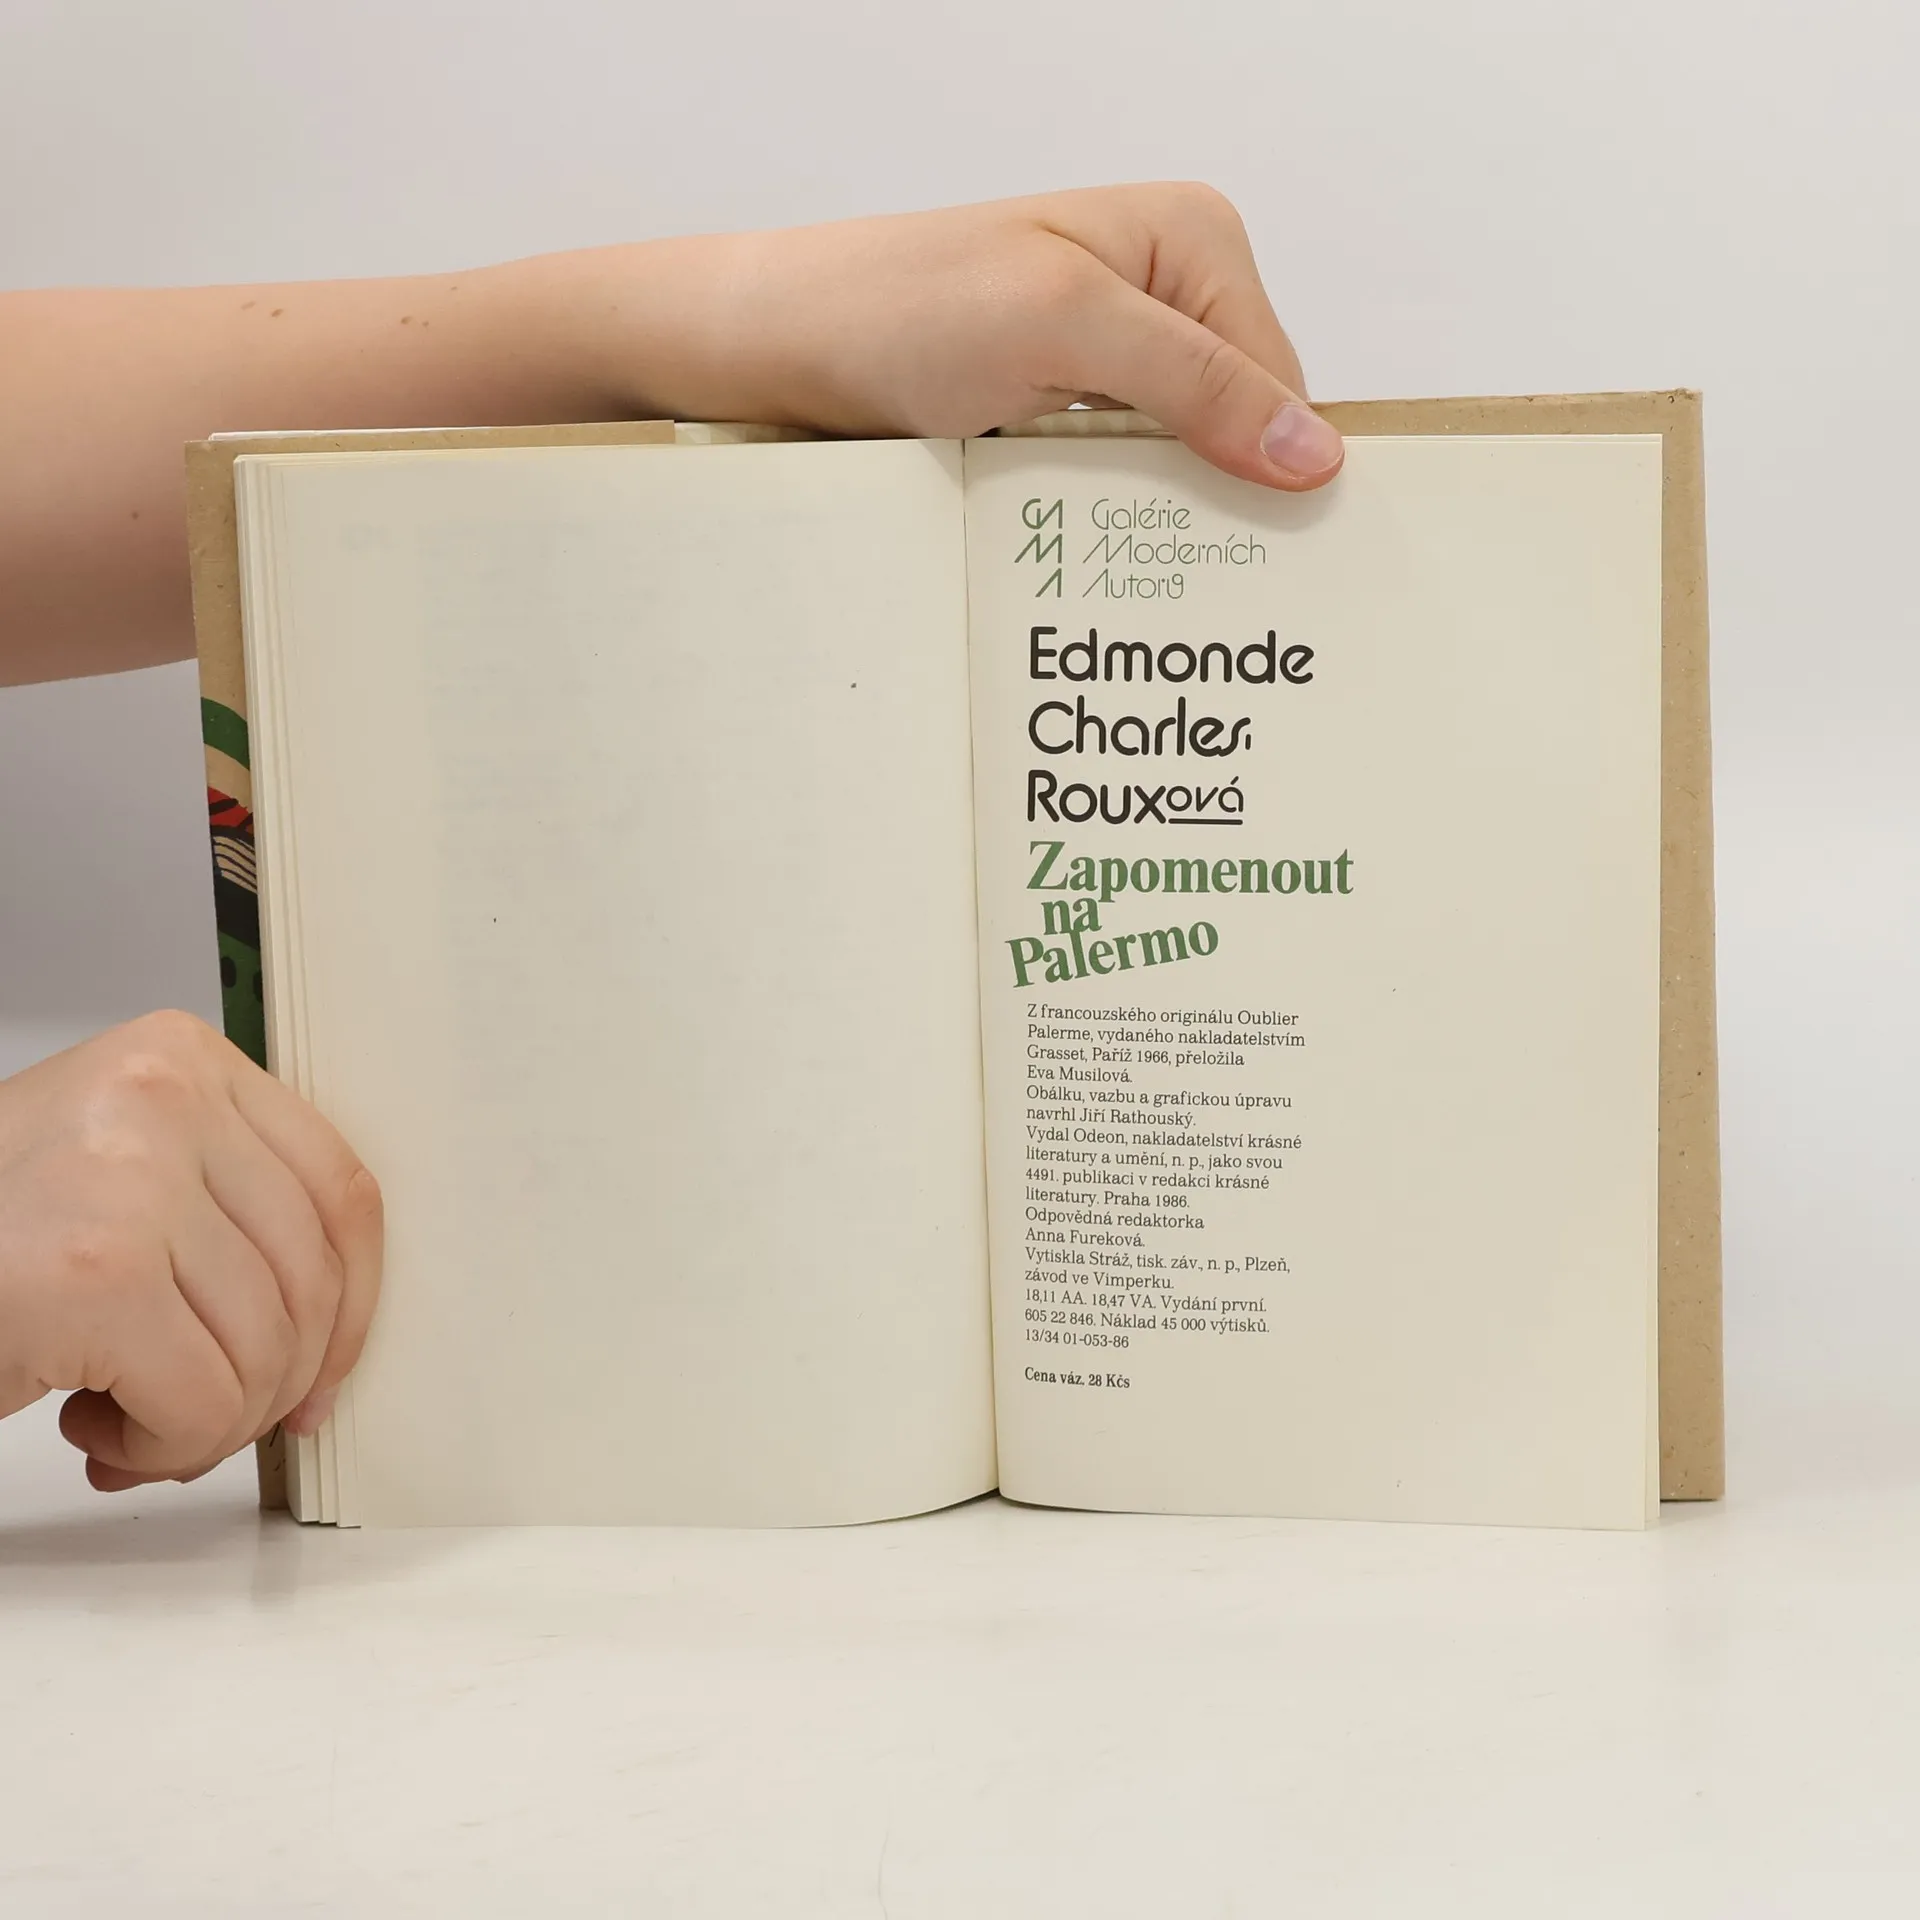 GMA Galérie
Moderních
Autorů
Edmonde
Charles
Rouxová
Zapomenout
na
Palermo
Z francouzského originálu Oublier
Palerme, vydaného nakladatelstvím
Grasset, Paříž 1966, přeložila
Eva Musilová.
Obálku, vazbu a grafickou úpravu
navrhl Jiří Rathouský.
Vydal Odeon, nakladatelství krásné
literatury a umění, n. p., jako svou
4491. publikaci v redakci krásné
literatury. Praha 1986.
Odpovědná redaktorka
Anna Fureková.
Vytiskla Stráž, tisk. záv., n. p., Plzeň,
závod ve Vimperku.
18,11 AA. 18,47 VA. Vydání první.
605 22 846. Náklad 45 000 výtisků.
13/34 01-053-86
Cena váz. 28 Kčs